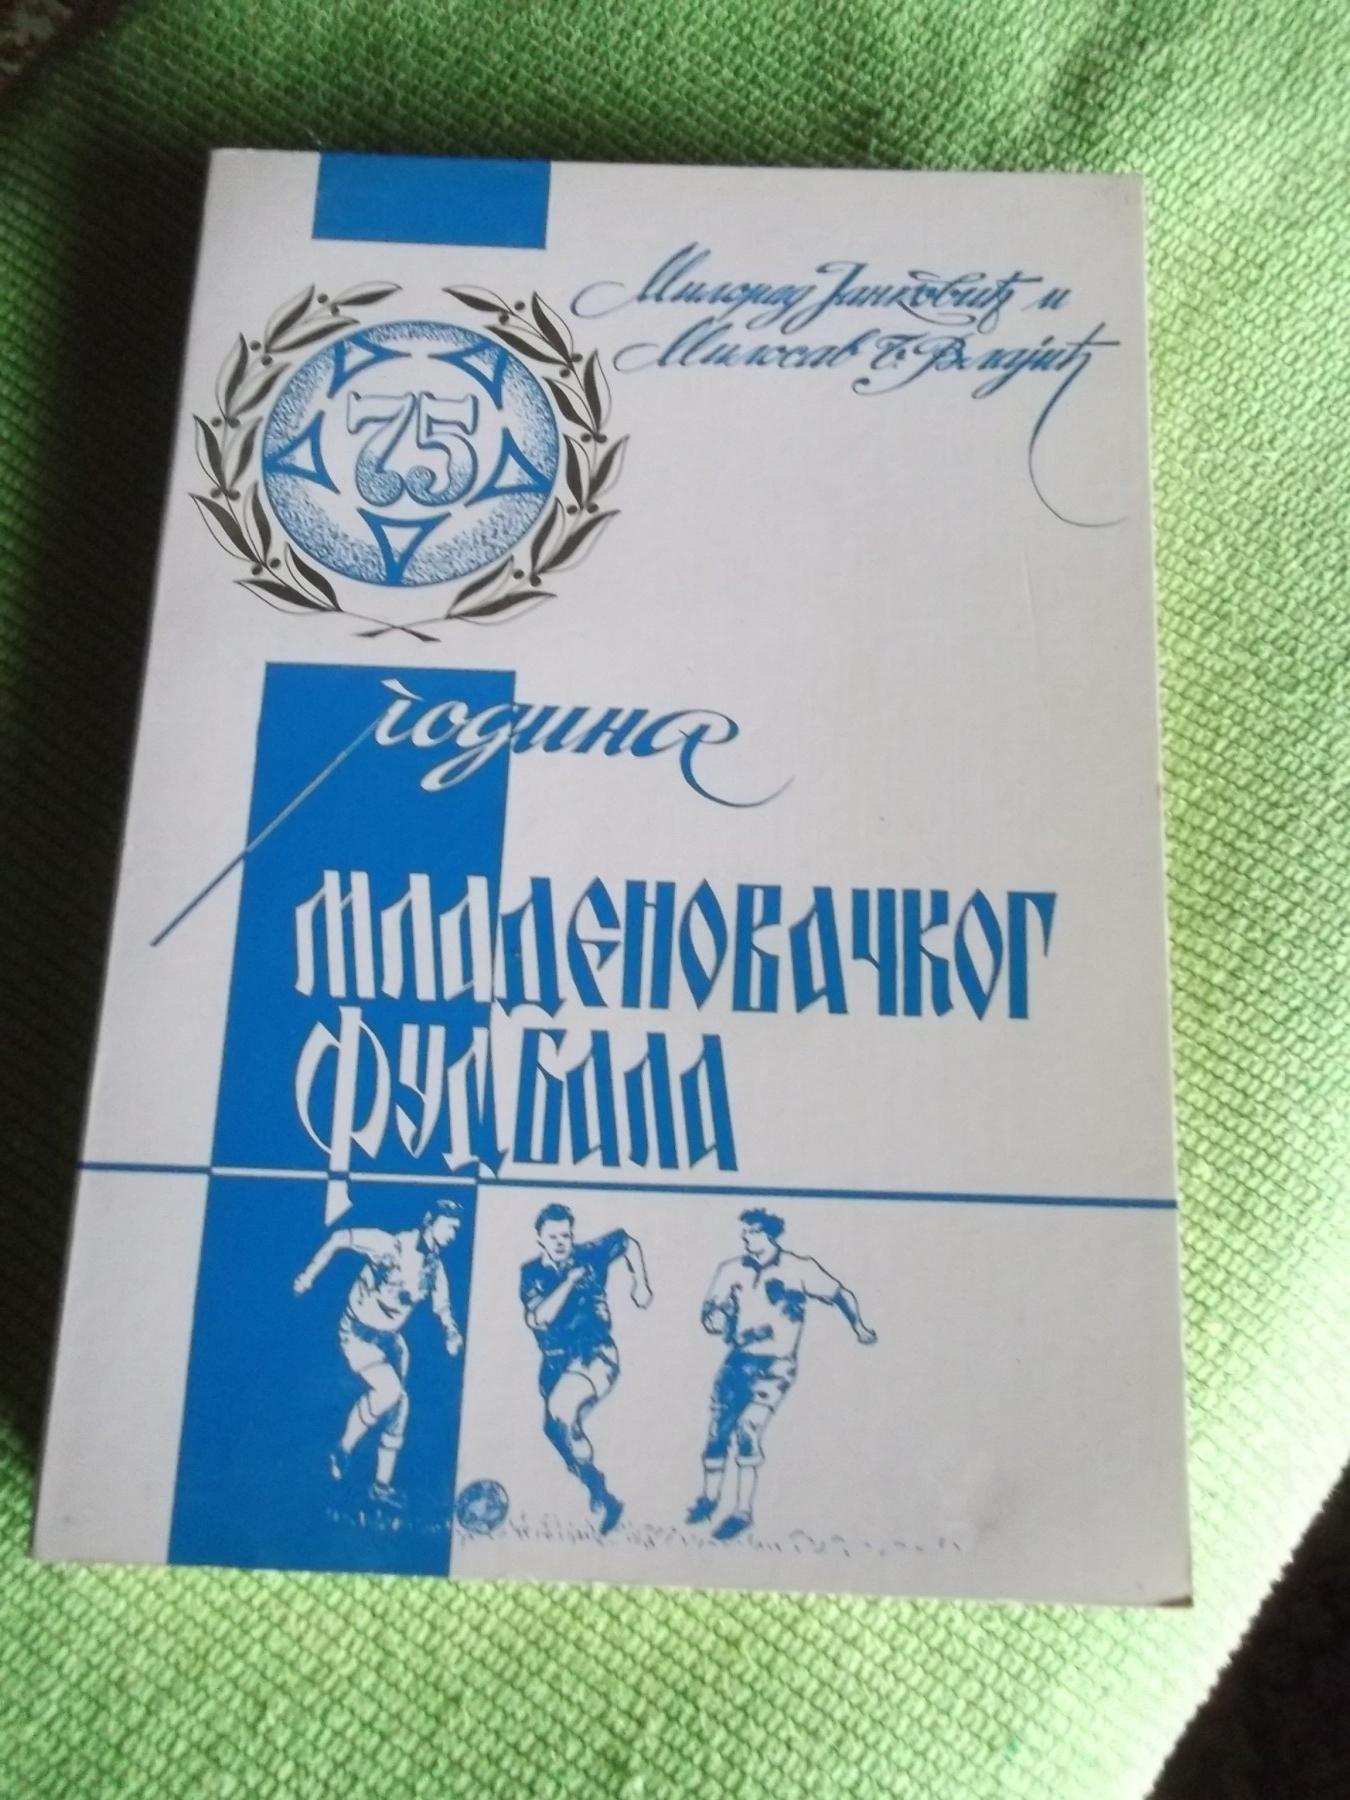 Милорад Јанковић и
Милосав Ђ. Влајић
75
година
МЛАДЕНОВАЧКОГ
ФУДБАЛА